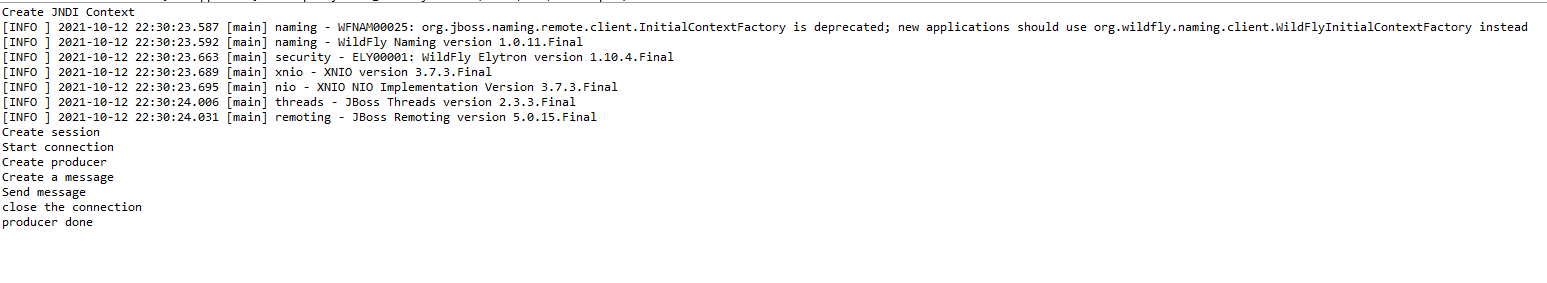 Create JNDI Context
[INFO ] 2021-10-12 22:30:23.587 [main] naming - WFNAM00025: org.jboss.naming.remote.client.InitialContextFactory is deprecated; new applications should use org.wildfly.naming.client.WildFlyInitialContextFactory instead
[INFO ] 2021-10-12 22:30:23.592 [main] naming - WildFly Naming version 1.0.11.Final
[INFO ] 2021-10-12 22:30:23.663 [main] security - ELY00001: WildFly Elytron version 1.10.4.Final
[INFO ] 2021-10-12 22:30:23.689 [main] xnio - XNIO version 3.7.3.Final
[INFO ] 2021-10-12 22:30:23.695 [main] nio - XNIO NIO Implementation Version 3.7.3.Final
[INFO ] 2021-10-12 22:30:24.006 [main] threads - JBoss Threads version 2.3.3.Final
[INFO ] 2021-10-12 22:30:24.031 [main] remoting - JBoss Remoting version 5.0.15.Final
Create session
Start connection
Create producer
Create a message
Send message
close the connection
producer done